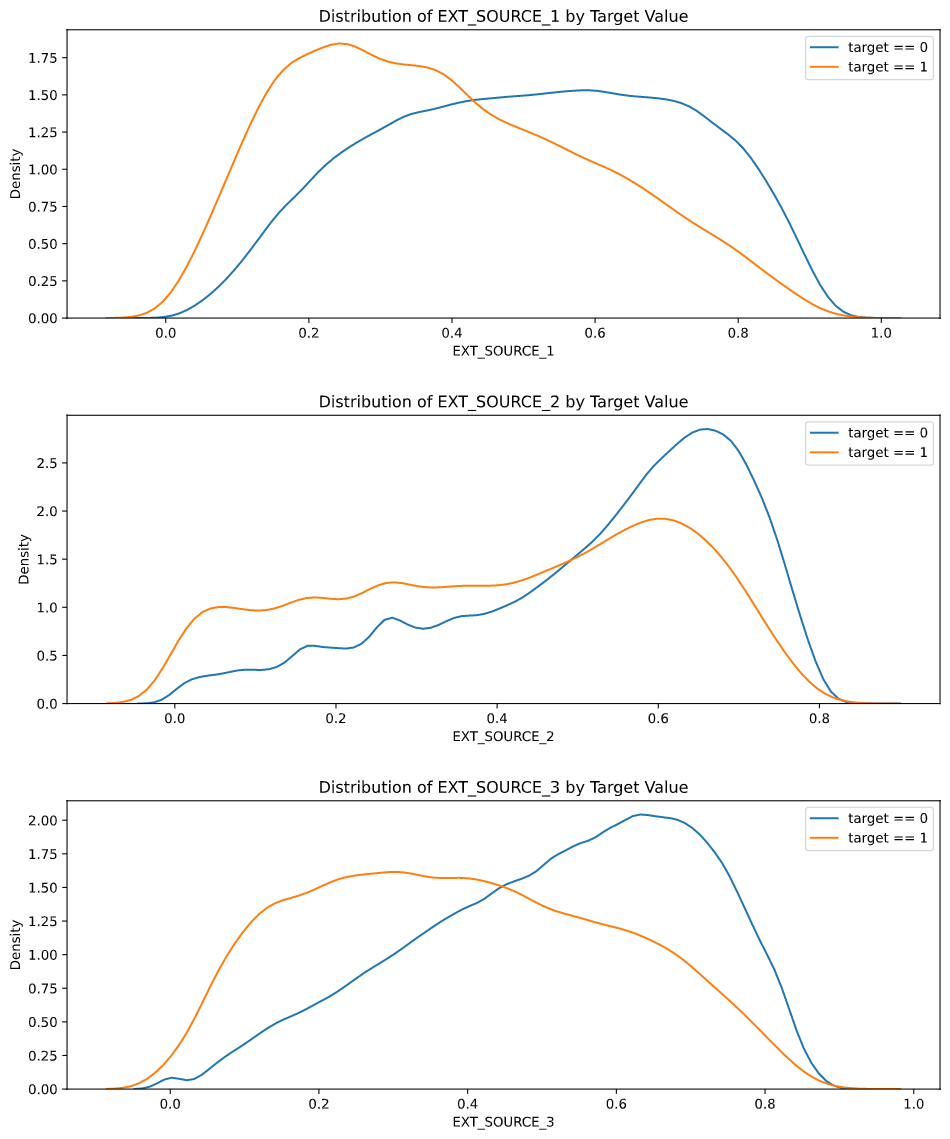 Distribution of EXT_SOURCE_1 by Target Value
target == 0
target == 1
Density
1.75
1.50
1.25
1.00
0.75
0.50
0.25
0.00
0.0 0.2 0.4 0.6 0.8 1.0
EXT_SOURCE_1
Distribution of EXT_SOURCE_2 by Target Value
target == 0
target == 1
Density
2.5
2.0
1.5
1.0
0.5
0.0
0.0 0.2 0.4 0.6 0.8
EXT_SOURCE_2
Distribution of EXT_SOURCE_3 by Target Value
target == 0
target == 1
Density
2.00
1.75
1.50
1.25
1.00
0.75
0.50
0.25
0.00
0.0 0.2 0.4 0.6 0.8 1.0
EXT_SOURCE_3